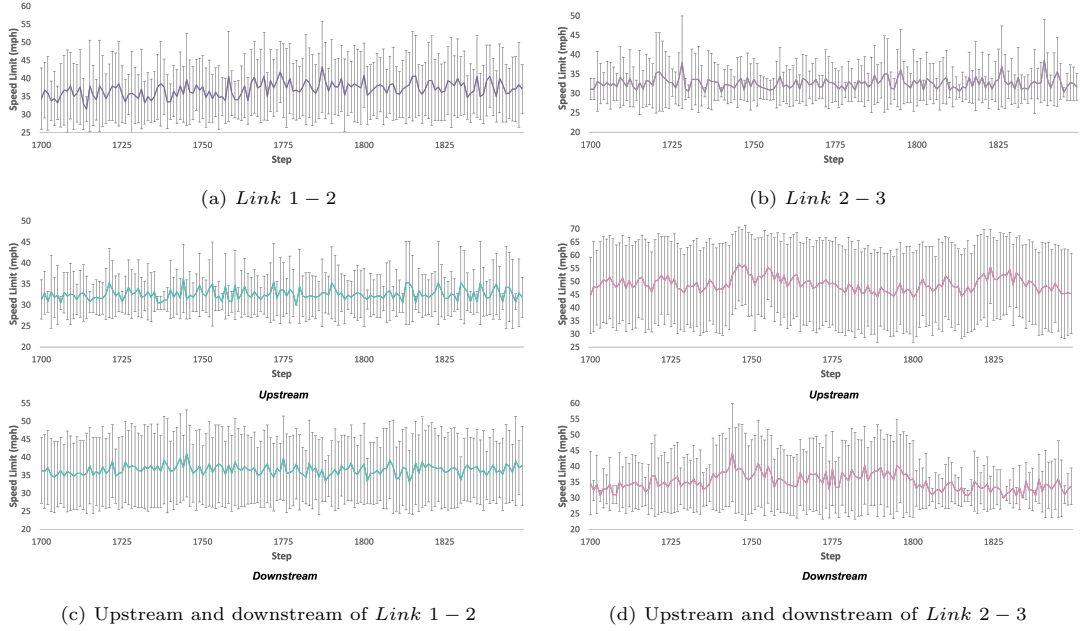 60
55
50
45
40
35
30
25
Speed Limit (mph)
1700 1725 1750 1775 1800 1825
Step
(a) Link 1 − 2
50
45
40
35
30
25
20
Speed Limit (mph)
1700 1725 1750 1775 1800 1825
Step
(b) Link 2 − 3
50
45
40
35
30
25
20
Speed Limit (mph)
1700 1725 1750 1775 1800 1825
Step
Upstream
55
50
45
40
35
30
25
20
Speed Limit (mph)
1700 1725 1750 1775 1800 1825
Step
Downstream
(c) Upstream and downstream of Link 1 − 2
70
65
60
55
50
45
40
35
30
25
Speed Limit (mph)
1700 1725 1750 1775 1800 1825
Step
Upstream
60
55
50
45
40
35
30
25
20
Speed Limit (mph)
1700 1725 1750 1775 1800 1825
Step
Downstream
(d) Upstream and downstream of Link 2 − 3